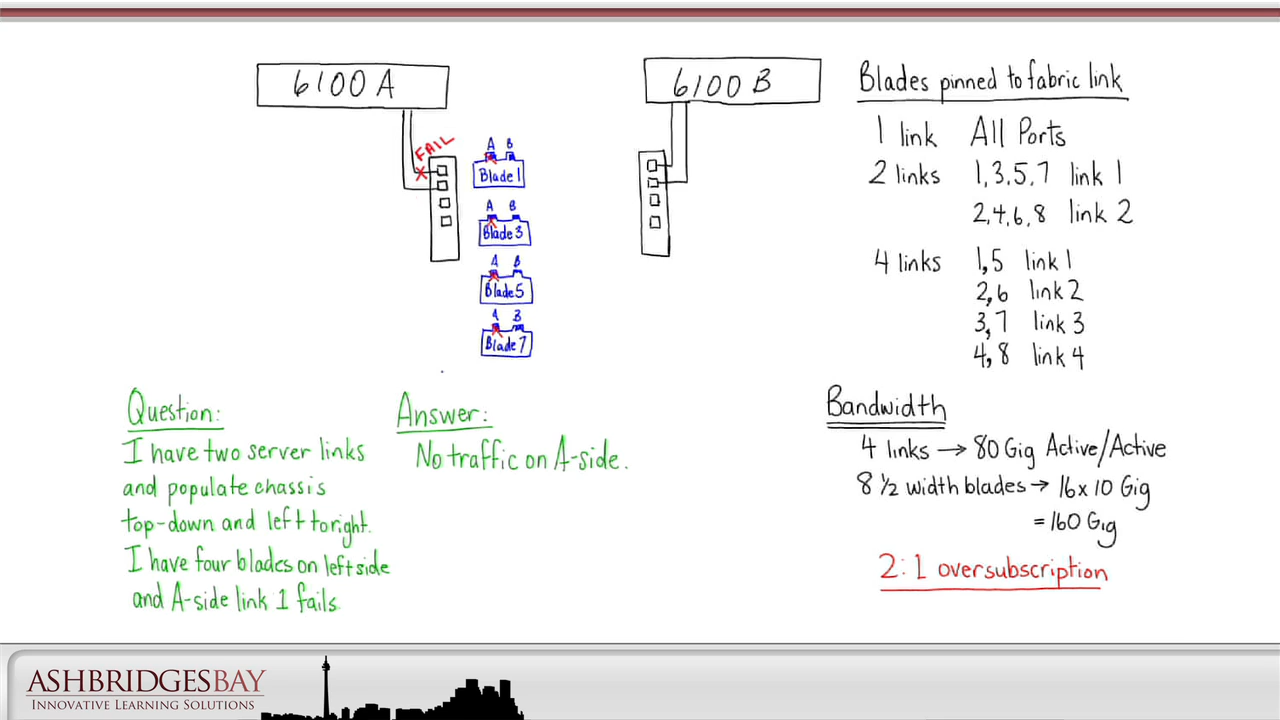 6100 A
6100 B
FAIL
A B
Blade 1
A B
Blade 3
A B
Blade 5
A B
Blade 7
Blades pinned to fabric link
1 link All Ports
2 links 1,3,5,7 link 1
2,4,6,8 link 2
4 links 1,5 link 1
2,6 link 2
3,7 link 3
4,8 link 4
Question:
I have two server links
and populate chassis
top-down and left to right.
I have four blades on left side
and A-side link 1 fails.
Answer:
No traffic on A-side.
Bandwidth
4 links → 80 Gig Active/Active
8 ½ width blades → 16x10 Gig
= 160 Gig
2:1 oversubscription
ASHBRIDGESBAY
INNOVATIVE LEARNING SOLUTIONS